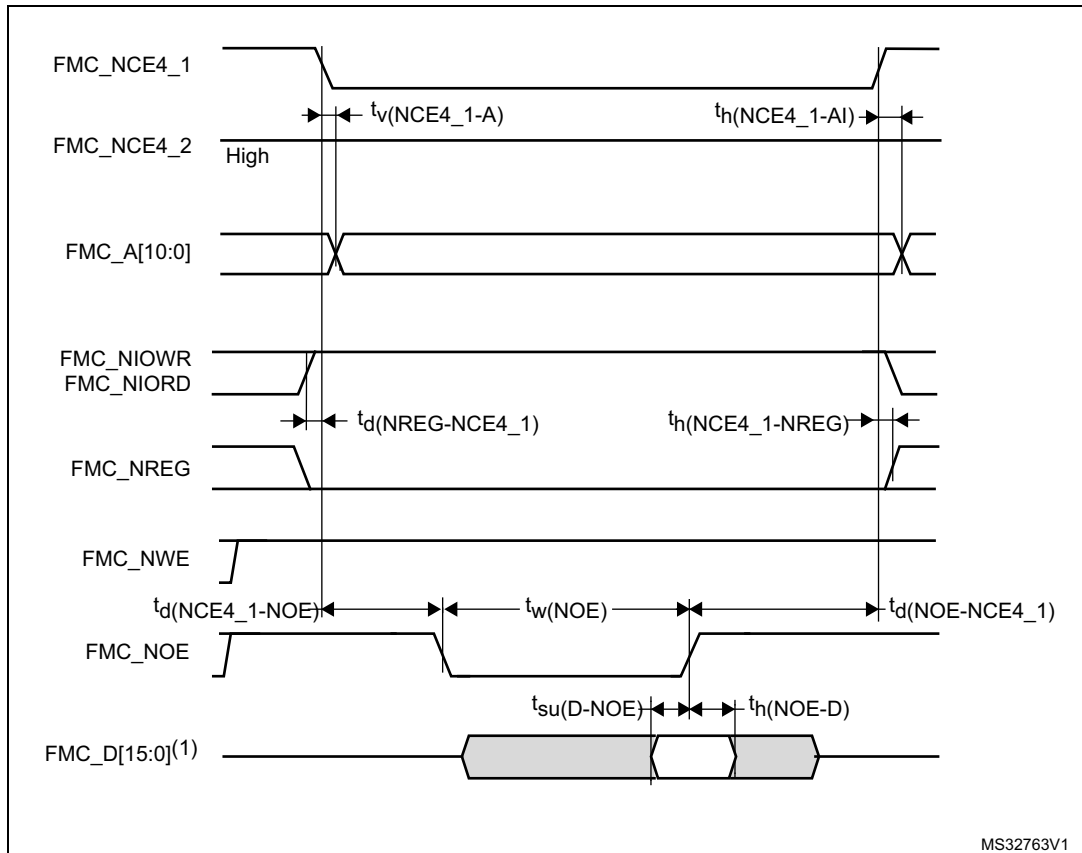 FMC_NCE4_1
tv(NCE4_1-A)
th(NCE4_1-AI)
FMC_NCE4_2
High
FMC_A[10:0]
FMC_NIOWR
FMC_NIORD
td(NREG-NCE4_1)
th(NCE4_1-NREG)
FMC_NREG
FMC_NWE
td(NCE4_1-NOE)
tw(NOE)
td(NOE-NCE4_1)
FMC_NOE
tsu(D-NOE)
th(NOE-D)
FMC_D[15:0](1)
MS32763V1